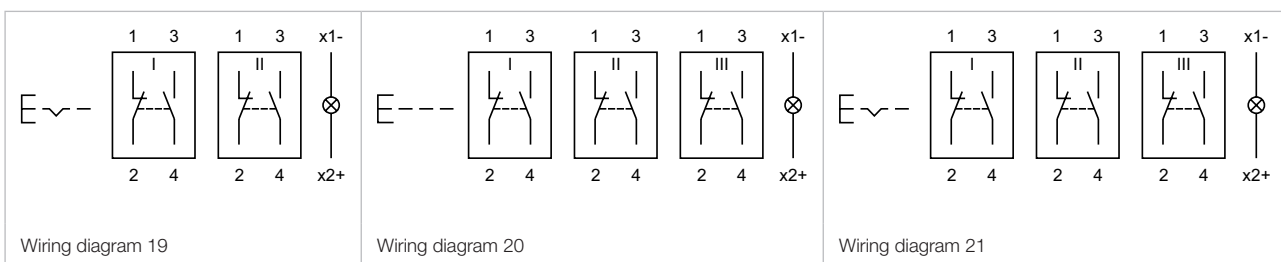 1 3 1 3 x1-
I II
2 4 2 4 x2+
Wiring diagram 19
1 3 1 3 1 3 x1-
I II III
2 4 2 4 2 4 x2+
Wiring diagram 20
1 3 1 3 1 3 x1-
I II III
2 4 2 4 2 4 x2+
Wiring diagram 21